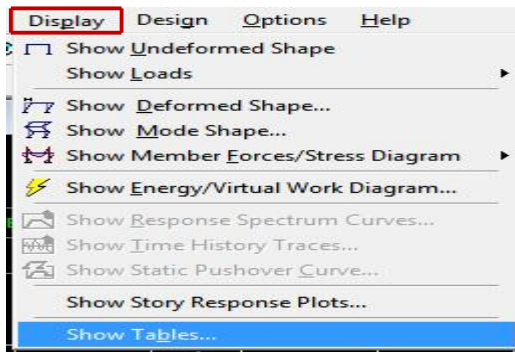 Display Design Options Help
Show Undeformed Shape
Show Loads
Show Deformed Shape...
Show Mode Shape...
Show Member Forces/Stress Diagram
Show Energy/Virtual Work Diagram...
Show Response Spectrum Curves...
Show Time History Traces...
Show Static Pushover Curve...
Show Story Response Plots...
Show Tables...